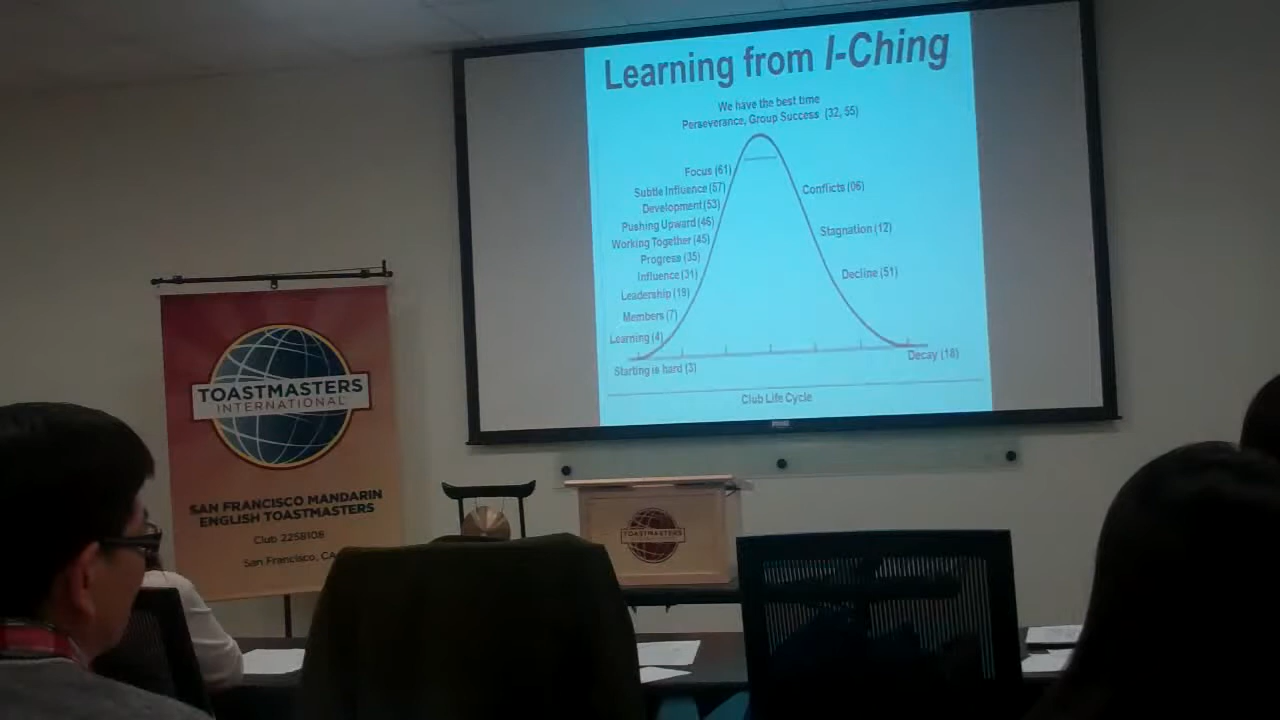 Learning from I-Ching
We have the best time
Perseverance, Group Success (32, 55)
Focus (61)
Subtle Influence (57)
Development (53)
Pushing Upward (46)
Working Together (45)
Progress (35)
Influence (31)
Leadership (19)
Members (7)
Learning (4)
Starting is hard (3)
Conflicts (06)
Stagnation (12)
Decline (51)
Decay (18)
Club Life Cycle
TOASTMASTERS
INTERNATIONAL
SAN FRANCISCO MANDARIN
ENGLISH TOASTMASTERS
Club 2258108
San Francisco, CA
TOASTMASTERS